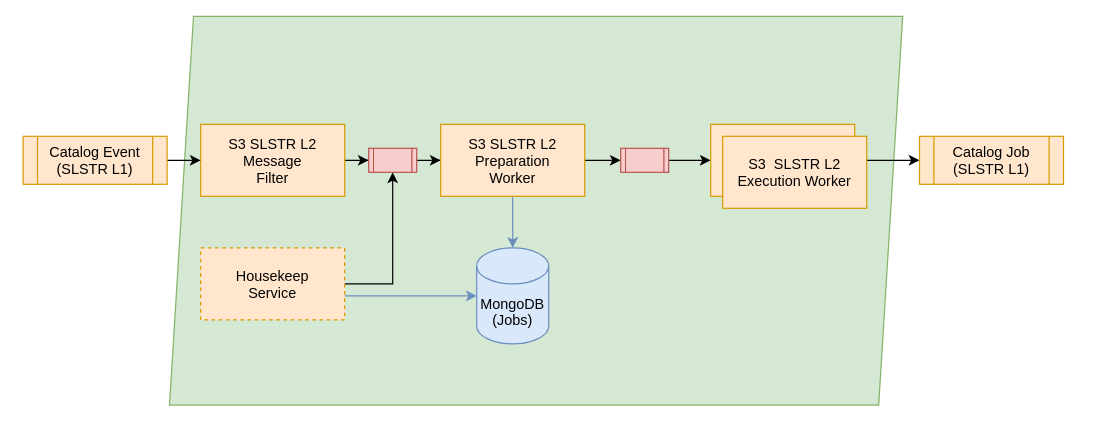 Catalog Event
(SLSTR L1)
S3 SLSTR L2
Message
Filter
S3 SLSTR L2
Preparation
Worker
S3  SLSTR L2
Execution Worker
Catalog Job
(SLSTR L1)
Housekeep
Service
MongoDB
(Jobs)